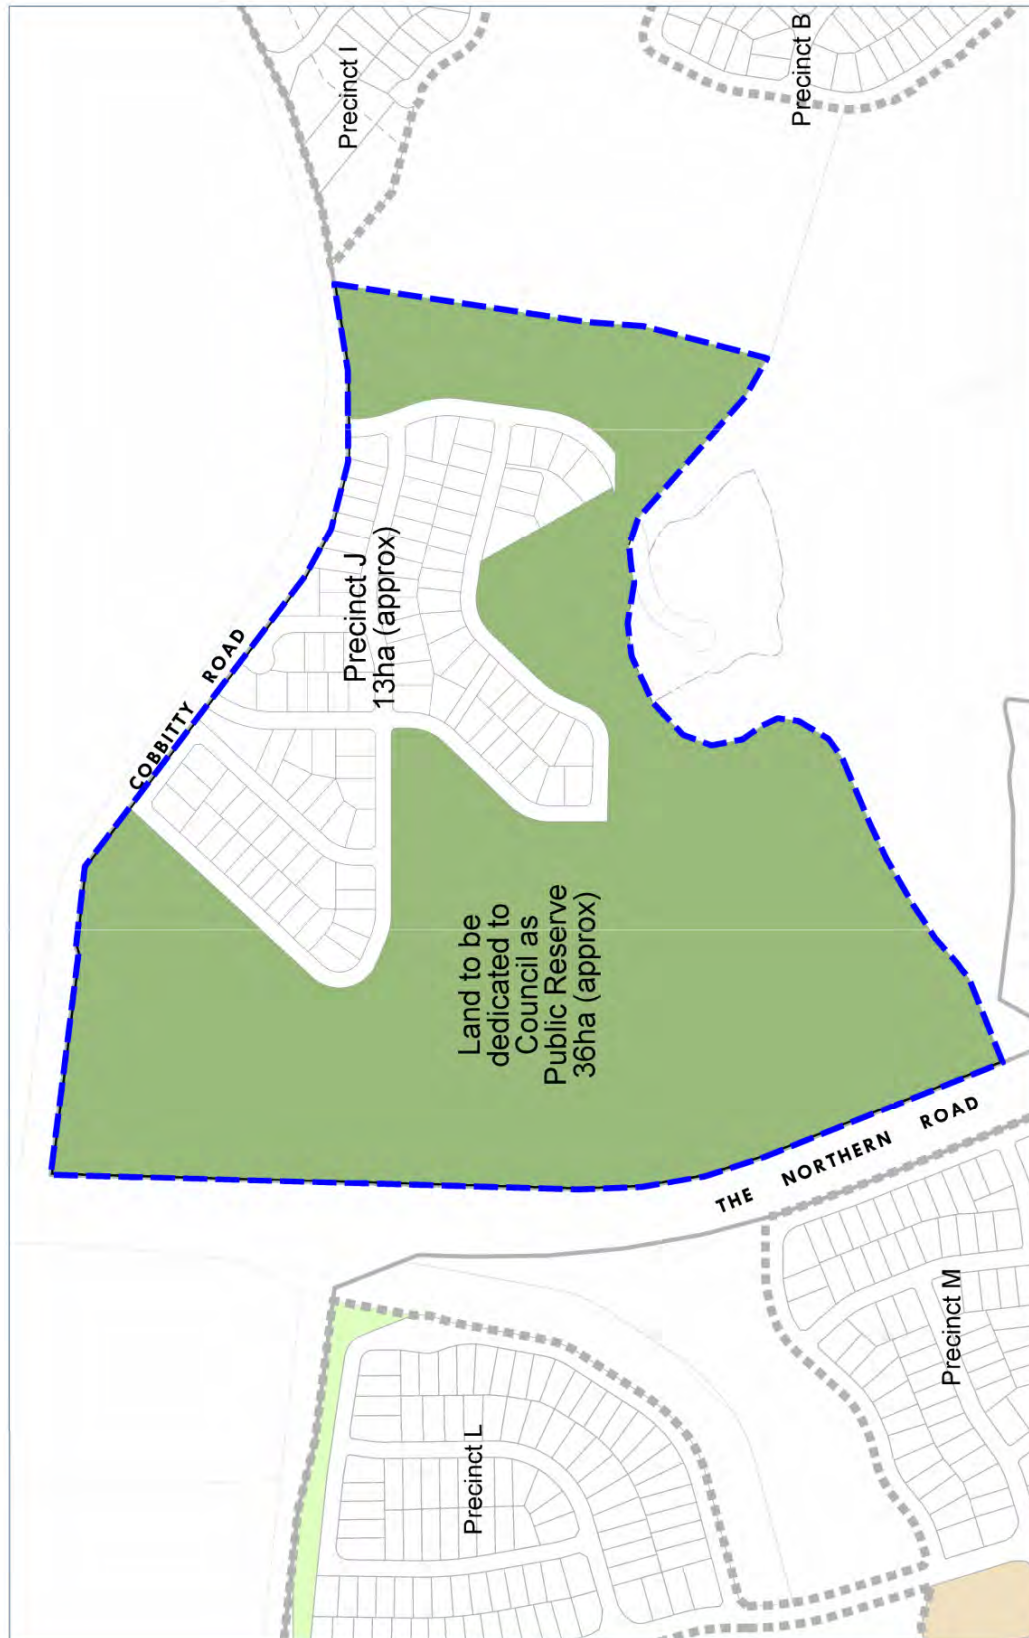 Precinct I
Precinct B
COBBITTY ROAD
Precinct J
13ha (approx)
Land to be
dedicated to
Council as
Public Reserve
36ha (approx)
THE NORTHERN ROAD
Precinct L
Precinct M